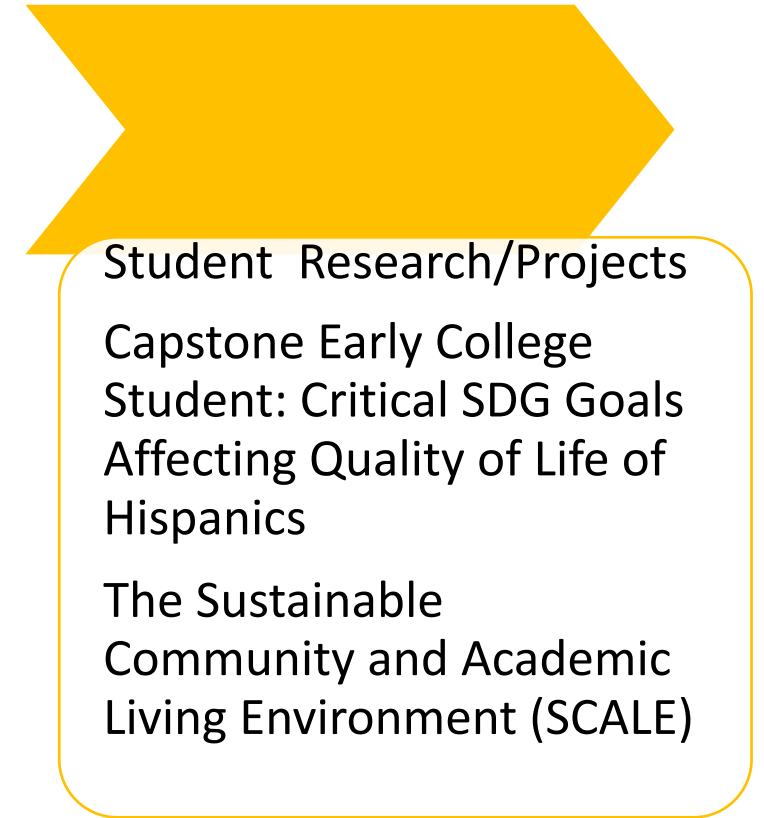 Student  Research/Projects
Capstone Early College
Student: Critical SDG Goals
Affecting Quality of Life of
Hispanics
The Sustainable
Community and Academic
Living Environment (SCALE)